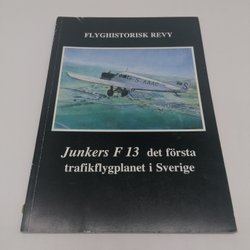 FLYGHISTORISK REVY
Junkers F 13 det första
trafikflygplanet i Sverige